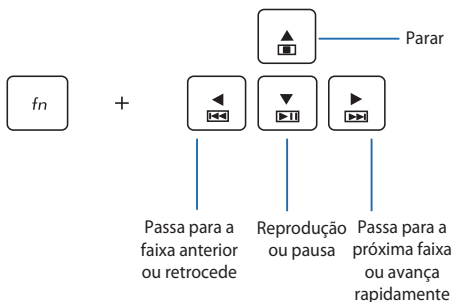 Parar
fn +
Passa para a
faixa anterior
ou retrocede
Reprodução
ou pausa
Passa para a
próxima faixa
ou avança
rapidamente